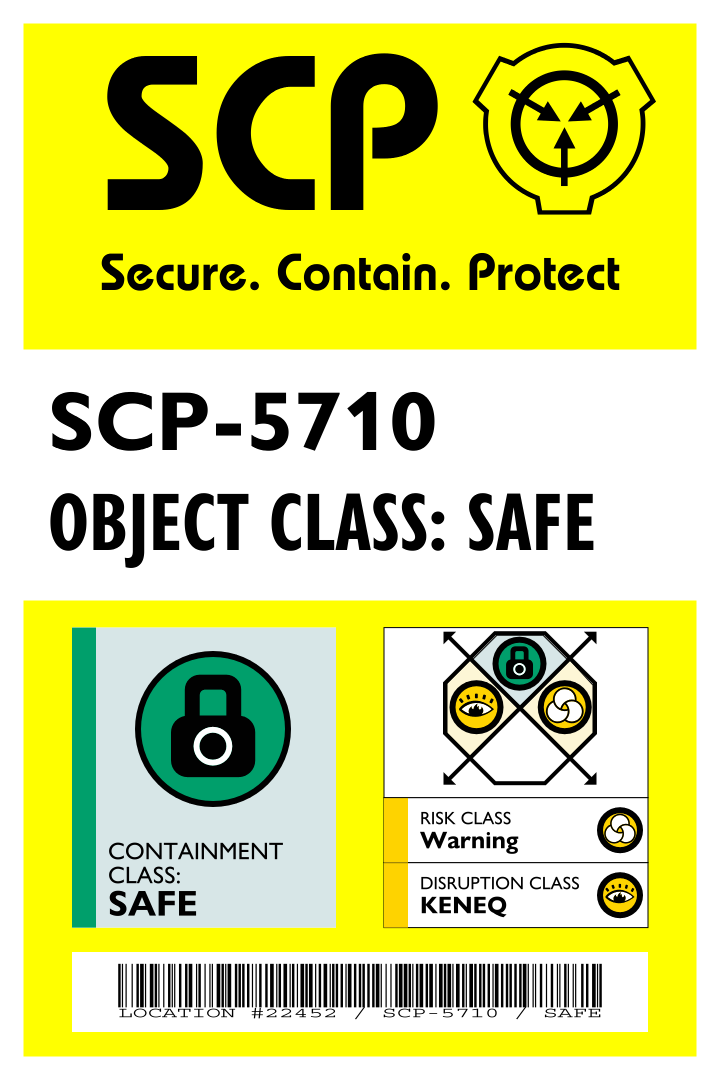 SCP
Secure. Contain. Protect
SCP-5710
OBJECT CLASS: SAFE
CONTAINMENT
CLASS:
SAFE
RISK CLASS
Warning
DISRUPTION CLASS
KENEQ
LOCATION #22452 / SCP-5710 / SAFE